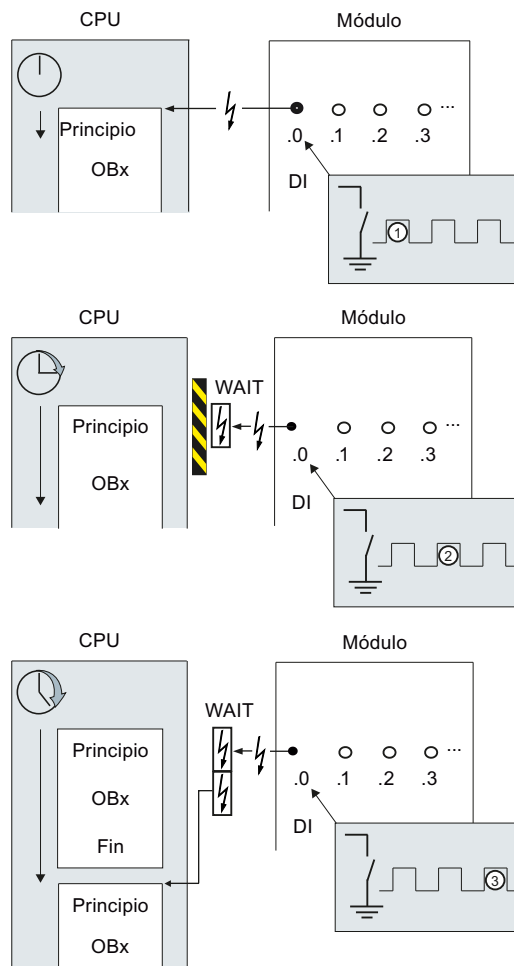 CPU
Módulo
Principio
OBx
.0
.1
.2
.3
...
DI
1
CPU
Módulo
WAIT
Principio
OBx
.0
.1
.2
.3
...
DI
2
CPU
Módulo
WAIT
Principio
OBx
Fin
.0
.1
.2
.3
...
DI
3
Principio
OBx